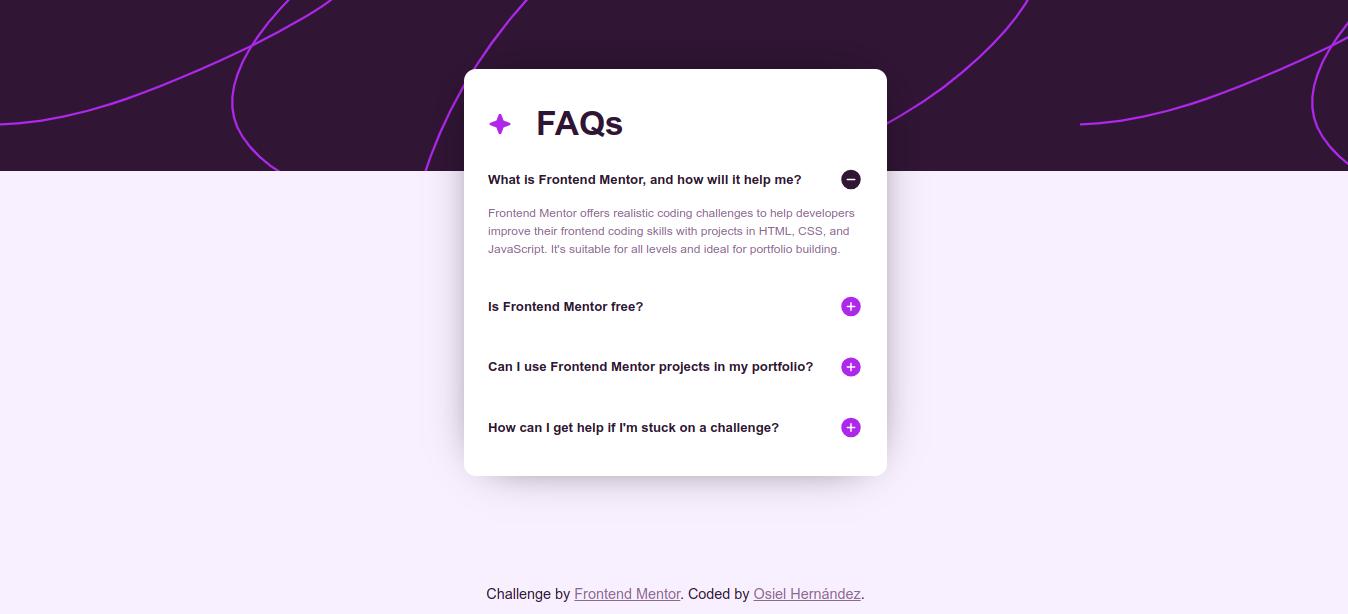 FAQs
What is Frontend Mentor, and how will it help me?
Frontend Mentor offers realistic coding challenges to help developers
improve their frontend coding skills with projects in HTML, CSS, and
JavaScript. It's suitable for all levels and ideal for portfolio building.
Is Frontend Mentor free?
Can I use Frontend Mentor projects in my portfolio?
How can I get help if I'm stuck on a challenge?
Challenge by Frontend Mentor. Coded by Osiel Hernández.